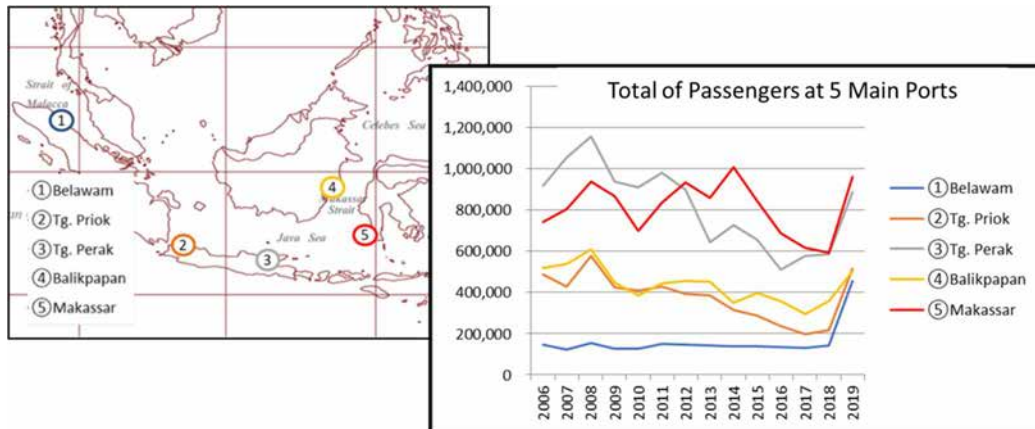 Strait of
Malacca
①
Celebes Sea
④
Makassar
Strait
⑤
②
Java Sea
③
①Belawam
②Tg. Priok
③Tg. Perak
④Balikpapan
⑤Makassar
Total of Passengers at 5 Main Ports
1,400,000
1,200,000
1,000,000
800,000
600,000
400,000
200,000
0
2006
2007
2008
2009
2010
2011
2012
2013
2014
2015
2016
2017
2018
2019
①Belawam
②Tg. Priok
③Tg. Perak
④Balikpapan
⑤Makassar